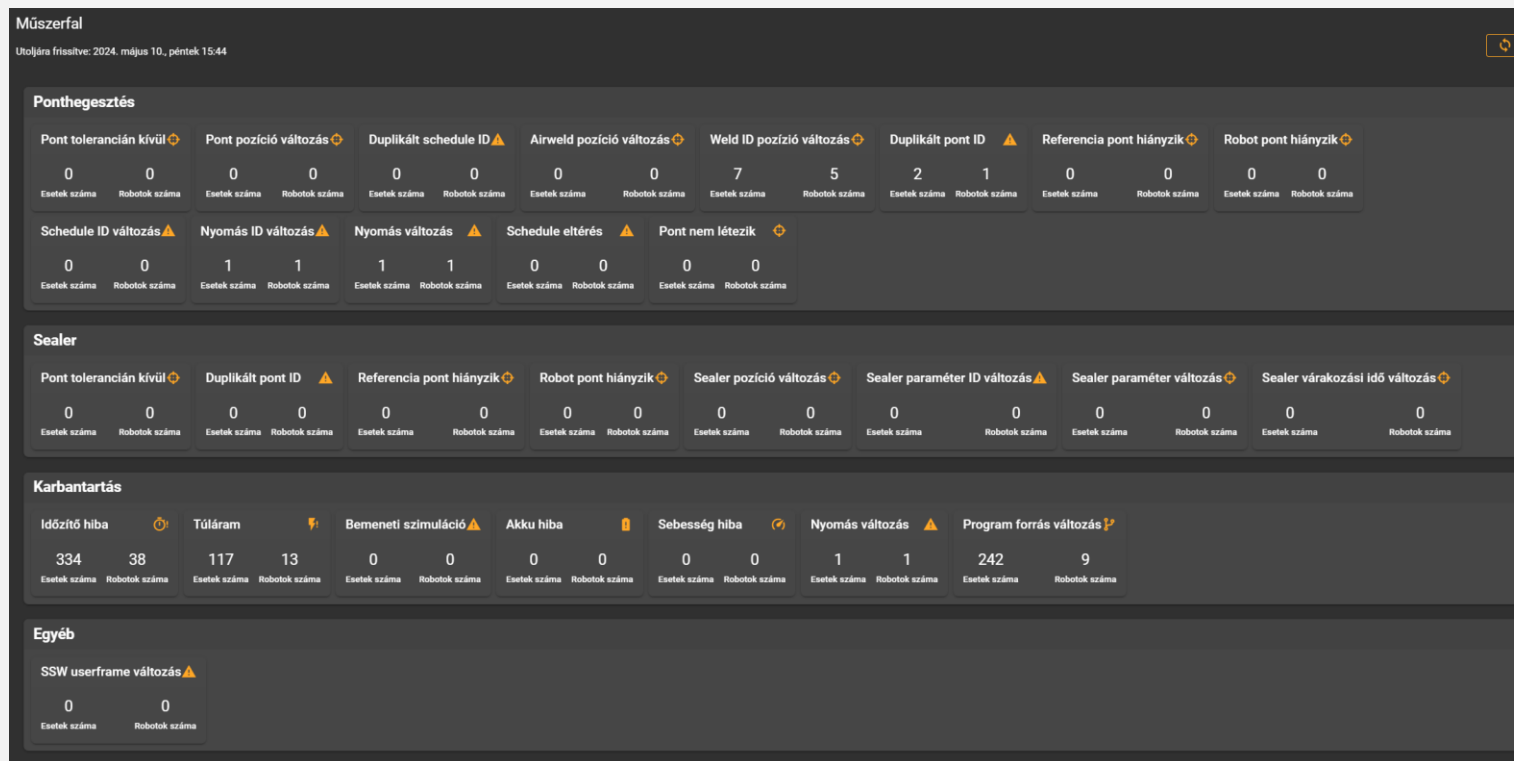 Műszerfal
Utoljára frissítve: 2024. május 10., péntek 15:44
Ponthegesztés
Pont tolerancián kívül Pont pozíció változás Duplikált schedule ID Airweld pozíció változás Weld ID pozízió változás Duplikált pont ID Referencia pont hiányzik Robot pont hiányzik
0 0 0 0 0 0 0 0 7 5 2 1 0 0 0 0
Esetek száma Robotok száma Esetek száma Robotok száma Esetek száma Robotok száma Esetek száma Robotok száma Esetek száma Robotok száma Esetek száma Robotok száma Esetek száma Robotok száma Esetek száma Robotok száma
Schedule ID változás Nyomás ID változás Nyomás változás Schedule eltérés Pont nem létezik
0 0 1 1 1 1 0 0 0 0
Esetek száma Robotok száma Esetek száma Robotok száma Esetek száma Robotok száma Esetek száma Robotok száma Esetek száma Robotok száma
Sealer
Pont tolerancián kívül Duplikált pont ID Referencia pont hiányzik Robot pont hiányzik Sealer pozíció változás Sealer paraméter ID változás Sealer paraméter változás Sealer várakozási idő változás
0 0 0 0 0 0 0 0 0 0 0 0 0 0 0 0
Esetek száma Robotok száma Esetek száma Robotok száma Esetek száma Robotok száma Esetek száma Robotok száma Esetek száma Robotok száma Esetek száma Robotok száma Esetek száma Robotok száma Esetek száma Robotok száma
Karbantartás
Időzítő hiba Túláram Bemeneti szimuláció Akku hiba Sebesség hiba Nyomás változás Program forrás változás
334 38 117 13 0 0 0 0 0 0 1 1 242 9
Esetek száma Robotok száma Esetek száma Robotok száma Esetek száma Robotok száma Esetek száma Robotok száma Esetek száma Robotok száma Esetek száma Robotok száma Esetek száma Robotok száma
Egyéb
SSW userframe változás
0 0
Esetek száma Robotok száma